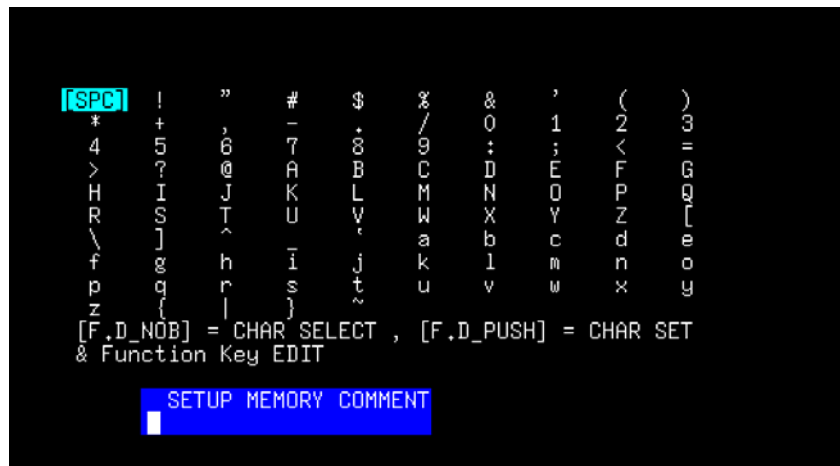 [SPC] ! " # $ % & ' ( )
* + , - . / 0 1 2 3
4 5 6 7 8 9 : ; < =
> ? @ A B C D E F G
H I J K L M N O P Q
R S T U V W X Y Z [
\ ] ^ _ ' a b c d e
f g h i j k l m n o
p q r s t u v w x y
z { | } ~
[F.D_NOB] = CHAR SELECT , [F.D_PUSH] = CHAR SET
& Function Key EDIT
SETUP MEMORY COMMENT